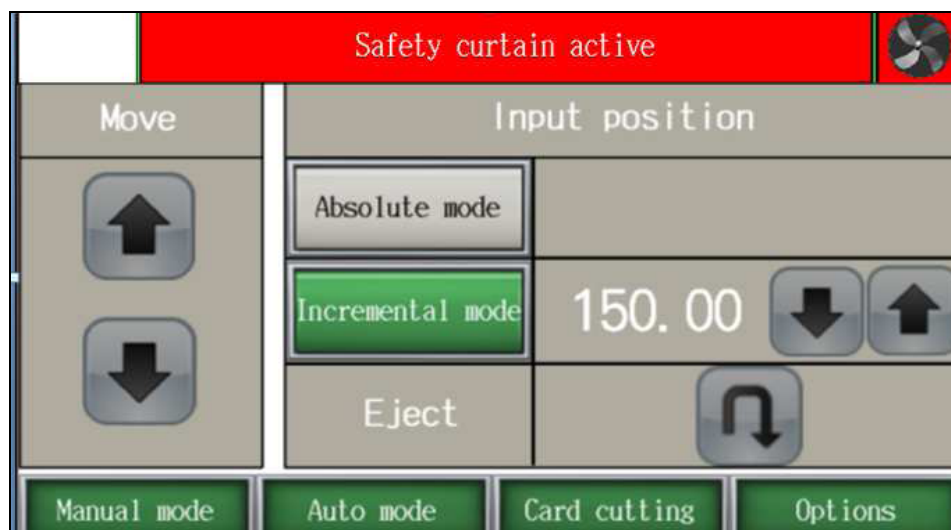 Safety curtain active
Move
Input position
Absolute mode
Incremental mode
150.00
Eject
Manual mode
Auto mode
Card cutting
Options